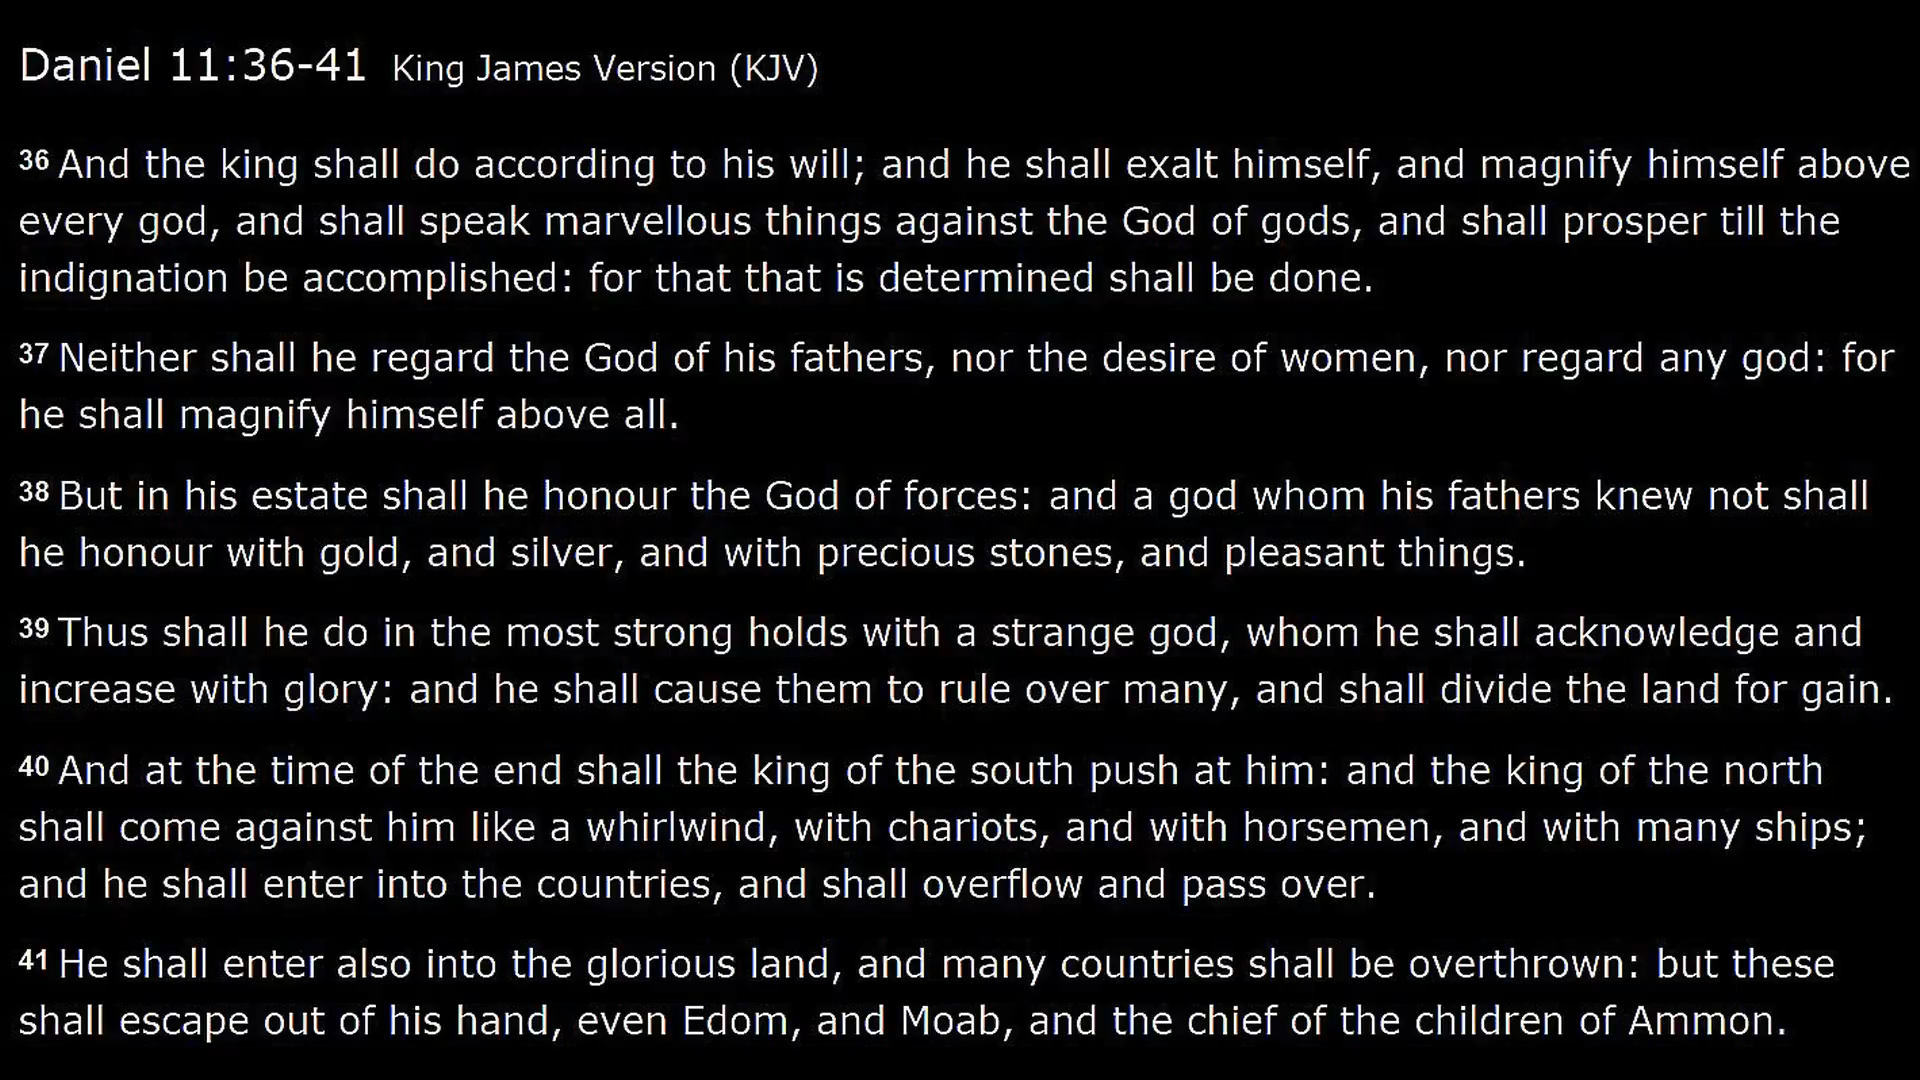 Daniel 11:36-41 King James Version (KJV)
36 And the king shall do according to his will; and he shall exalt himself, and magnify himself above
every god, and shall speak marvellous things against the God of gods, and shall prosper till the
indignation be accomplished: for that that is determined shall be done.
37 Neither shall he regard the God of his fathers, nor the desire of women, nor regard any god: for
he shall magnify himself above all.
38 But in his estate shall he honour the God of forces: and a god whom his fathers knew not shall
he honour with gold, and silver, and with precious stones, and pleasant things.
39 Thus shall he do in the most strong holds with a strange god, whom he shall acknowledge and
increase with glory: and he shall cause them to rule over many, and shall divide the land for gain.
40 And at the time of the end shall the king of the south push at him: and the king of the north
shall come against him like a whirlwind, with chariots, and with horsemen, and with many ships;
and he shall enter into the countries, and shall overflow and pass over.
41 He shall enter also into the glorious land, and many countries shall be overthrown: but these
shall escape out of his hand, even Edom, and Moab, and the chief of the children of Ammon.